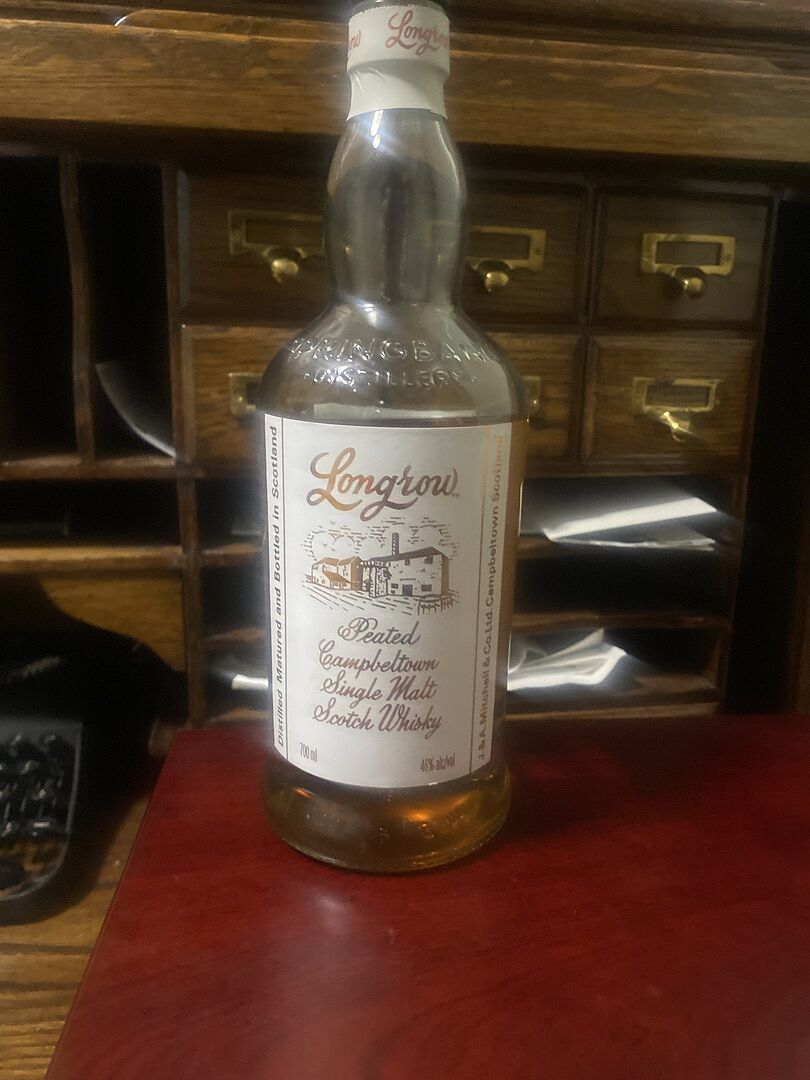 Longrow
SPRINGBANK
DISTILLERY
Longrow
Peated
Campbeltown
Single Malt
Scotch Whisky
700 ml
46% alc/vol
Distilled Matured and Bottled in Scotland
J.&A.Mitchell & Co.Ltd.Campbeltown Scotland